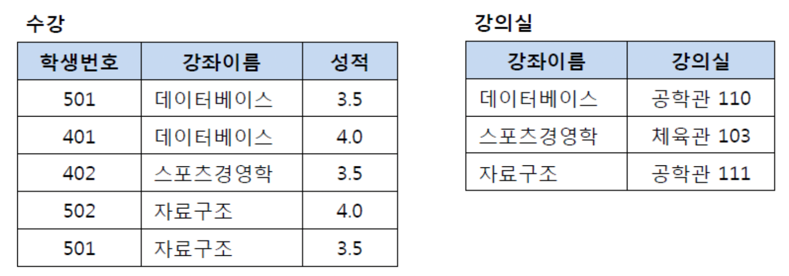 수강
학생번호 강좌이름 성적
501 데이터베이스 3.5
401 데이터베이스 4.0
402 스포츠경영학 3.5
502 자료구조 4.0
501 자료구조 3.5
강의실
강좌이름 강의실
데이터베이스 공학관 110
스포츠경영학 체육관 103
자료구조 공학관 111